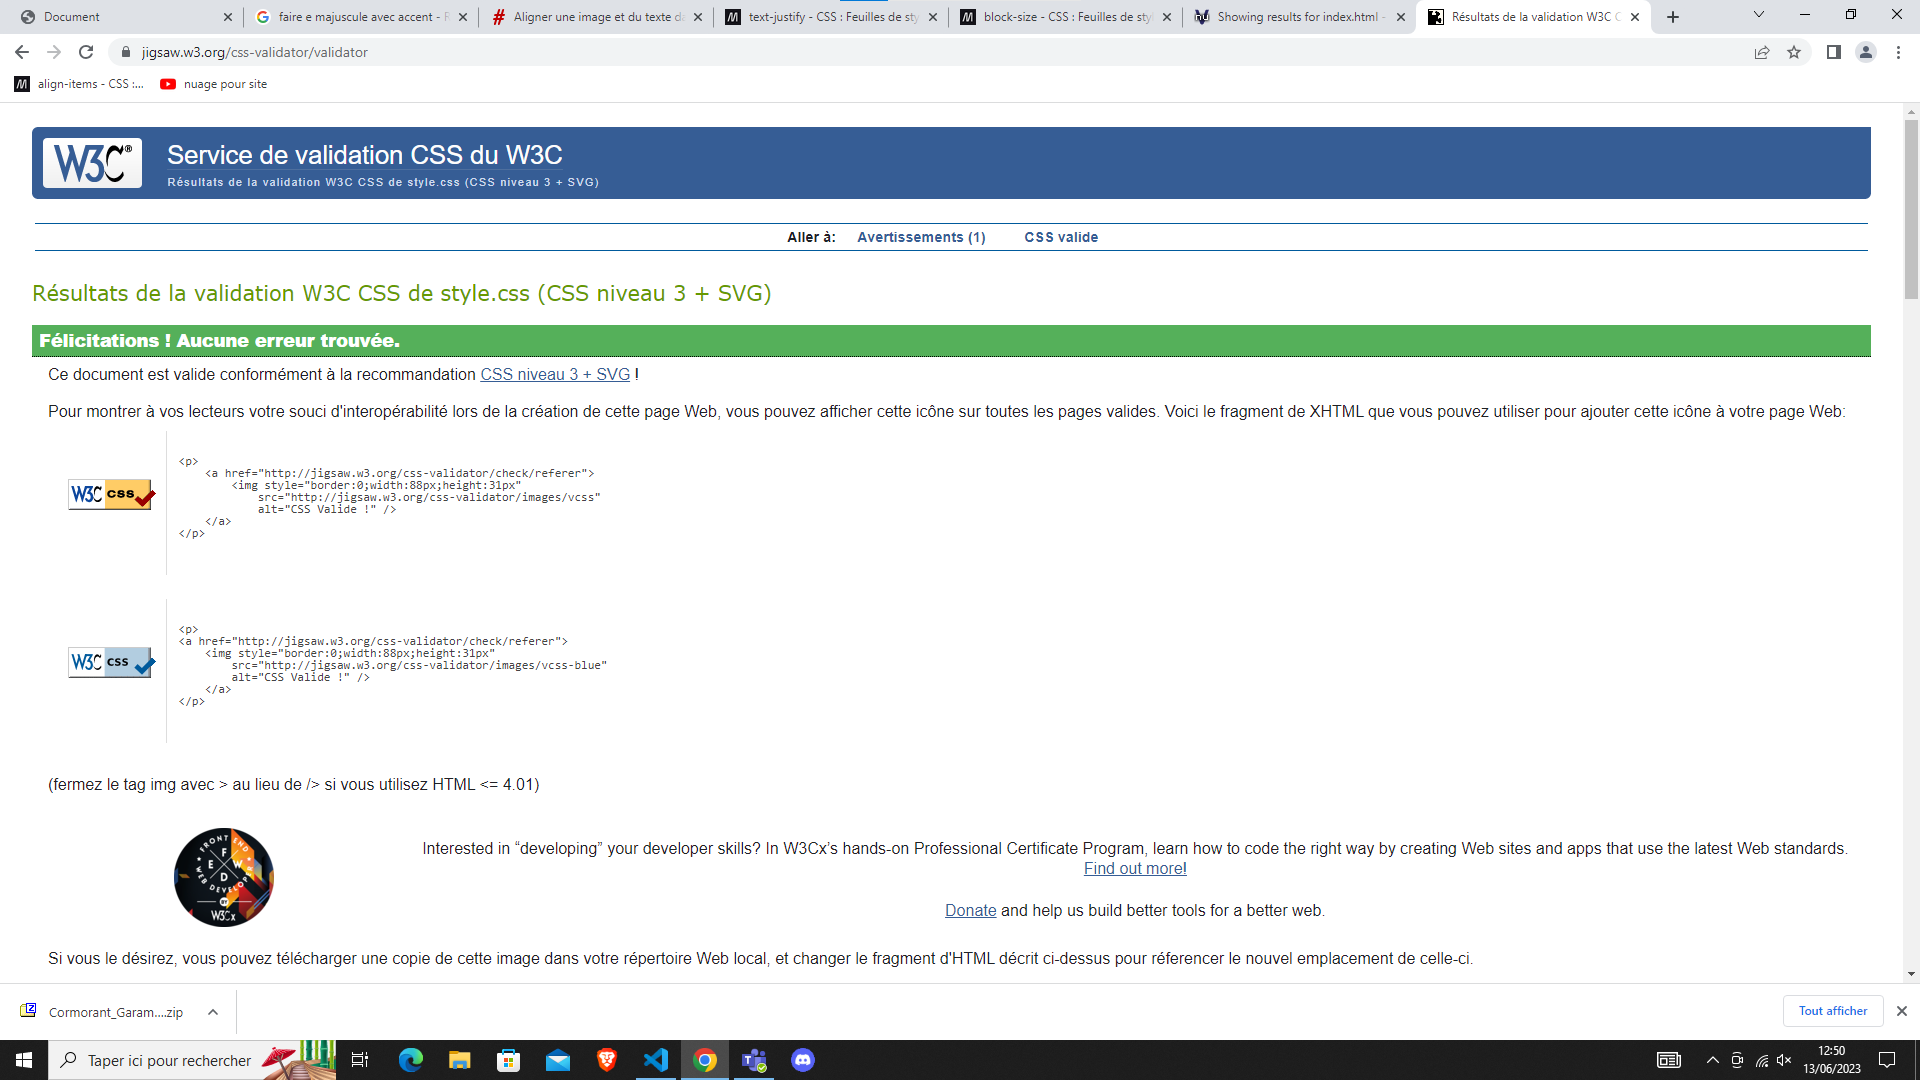 Document
faire e majuscule avec accent - R
Aligner une image et du texte da
text-justify - CSS : Feuilles de sty
block-size - CSS : Feuilles de styl
Showing results for index.html -
Résultats de la validation W3C C
jigsaw.w3.org/css-validator/validator
align-items - CSS :...
nuage pour site
W3C®
Service de validation CSS du W3C
Résultats de la validation W3C CSS de style.css (CSS niveau 3 + SVG)
Aller à: Avertissements (1) CSS valide
Résultats de la validation W3C CSS de style.css (CSS niveau 3 + SVG)
Félicitations ! Aucune erreur trouvée.
Ce document est valide conformément à la recommandation CSS niveau 3 + SVG !
Pour montrer à vos lecteurs votre souci d'interopérabilité lors de la création de cette page Web, vous pouvez afficher cette icône sur toutes les pages valides. Voici le fragment de XHTML que vous pouvez utiliser pour ajouter cette icône à votre page Web:
W3C css
<p>
<a href="http://jigsaw.w3.org/css-validator/check/referer">
<img style="border:0;width:88px;height:31px"
src="http://jigsaw.w3.org/css-validator/images/vcss"
alt="CSS Valide !" />
</a>
</p>
W3C css
<p>
<a href="http://jigsaw.w3.org/css-validator/check/referer">
<img style="border:0;width:88px;height:31px"
src="http://jigsaw.w3.org/css-validator/images/vcss-blue"
alt="CSS Valide !" />
</a>
</p>
(fermez le tag img avec > au lieu de /> si vous utilisez HTML <= 4.01)
FRONT END
F E W D
WEB DEVELOPER
W3Cx
Interested in “developing” your developer skills? In W3Cx’s hands-on Professional Certificate Program, learn how to code the right way by creating Web sites and apps that use the latest Web standards.
Find out more!
Donate and help us build better tools for a better web.
Si vous le désirez, vous pouvez télécharger une copie de cette image dans votre répertoire Web local, et changer le fragment d'HTML décrit ci-dessus pour réferencer le nouvel emplacement de celle-ci.
Cormorant_Garam....zip
Tout afficher
Taper ici pour rechercher
12:50
13/06/2023